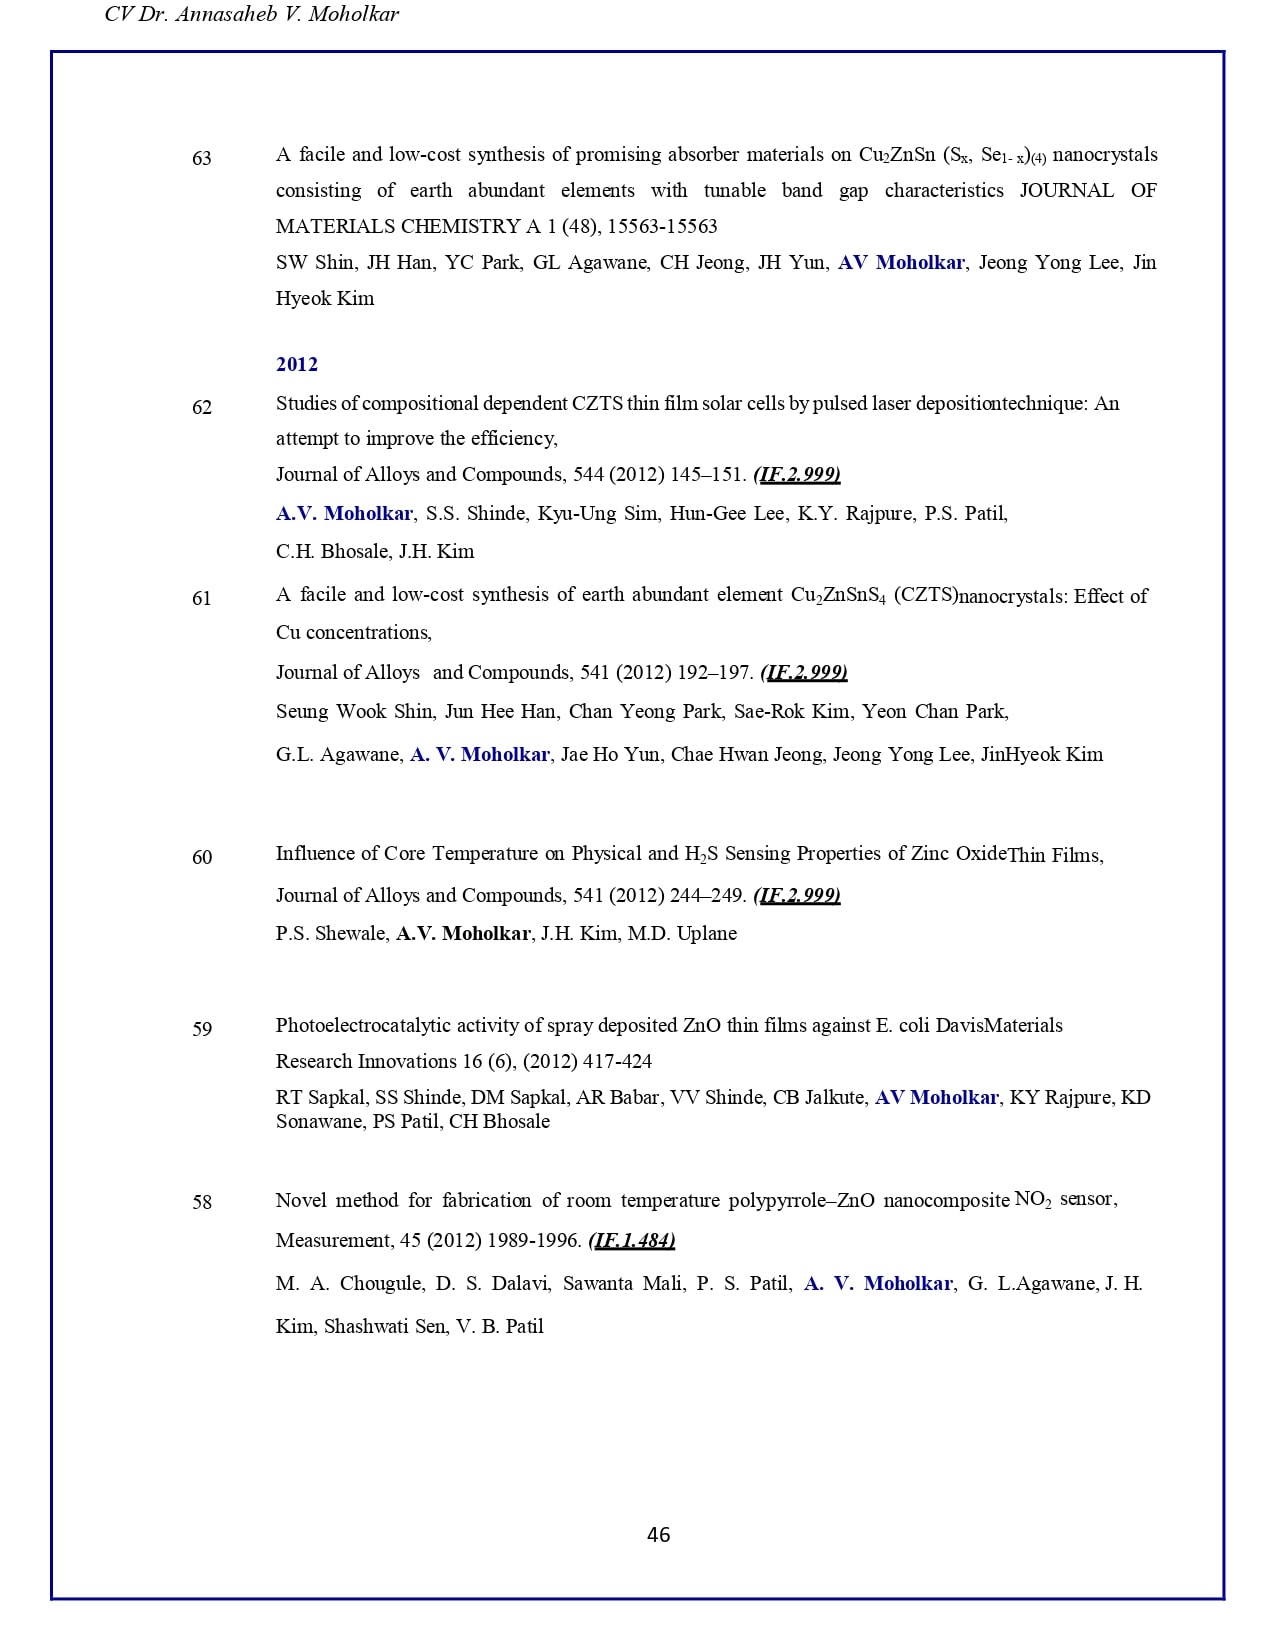 CV Dr. Annasaheb V. Moholkar
63 A facile and low-cost synthesis of promising absorber materials on Cu2ZnSn (Sx, Se1- x)(4) nanocrystals
consisting of earth abundant elements with tunable band gap characteristics JOURNAL OF
MATERIALS CHEMISTRY A 1 (48), 15563-15563
SW Shin, JH Han, YC Park, GL Agawane, CH Jeong, JH Yun, AV Moholkar, Jeong Yong Lee, Jin
Hyeok Kim
2012
62 Studies of compositional dependent CZTS thin film solar cells by pulsed laser depositiontechnique: An
attempt to improve the efficiency,
Journal of Alloys and Compounds, 544 (2012) 145–151. (IF.2.999)
A.V. Moholkar, S.S. Shinde, Kyu-Ung Sim, Hun-Gee Lee, K.Y. Rajpure, P.S. Patil,
C.H. Bhosale, J.H. Kim
61 A facile and low-cost synthesis of earth abundant element Cu2ZnSnS4 (CZTS)nanocrystals: Effect of
Cu concentrations,
Journal of Alloys and Compounds, 541 (2012) 192–197. (IF.2.999)
Seung Wook Shin, Jun Hee Han, Chan Yeong Park, Sae-Rok Kim, Yeon Chan Park,
G.L. Agawane, A. V. Moholkar, Jae Ho Yun, Chae Hwan Jeong, Jeong Yong Lee, JinHyeok Kim
60 Influence of Core Temperature on Physical and H2S Sensing Properties of Zinc OxideThin Films,
Journal of Alloys and Compounds, 541 (2012) 244–249. (IF.2.999)
P.S. Shewale, A.V. Moholkar, J.H. Kim, M.D. Uplane
59 Photoelectrocatalytic activity of spray deposited ZnO thin films against E. coli DavisMaterials
Research Innovations 16 (6), (2012) 417-424
RT Sapkal, SS Shinde, DM Sapkal, AR Babar, VV Shinde, CB Jalkute, AV Moholkar, KY Rajpure, KD
Sonawane, PS Patil, CH Bhosale
58 Novel method for fabrication of room temperature polypyrrole–ZnO nanocomposite NO2 sensor,
Measurement, 45 (2012) 1989-1996. (IF.1.484)
M. A. Chougule, D. S. Dalavi, Sawanta Mali, P. S. Patil, A. V. Moholkar, G. L.Agawane, J. H.
Kim, Shashwati Sen, V. B. Patil
46